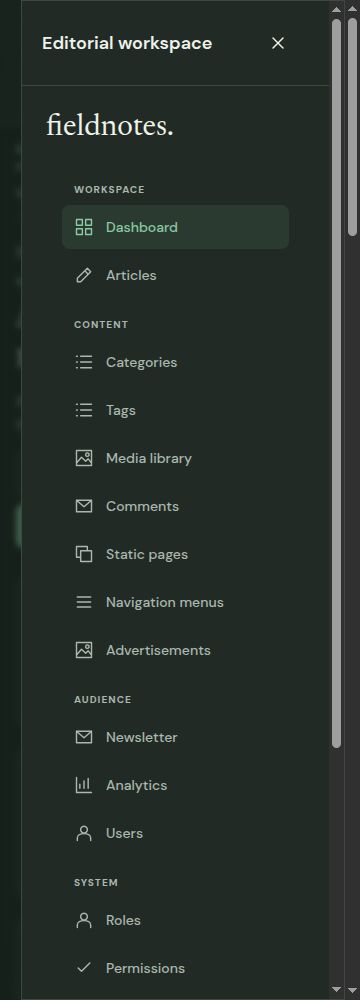 Editorial workspace
fieldnotes.
WORKSPACE
Dashboard
Articles
CONTENT
Categories
Tags
Media library
Comments
Static pages
Navigation menus
Advertisements
AUDIENCE
Newsletter
Analytics
Users
SYSTEM
Roles
Permissions